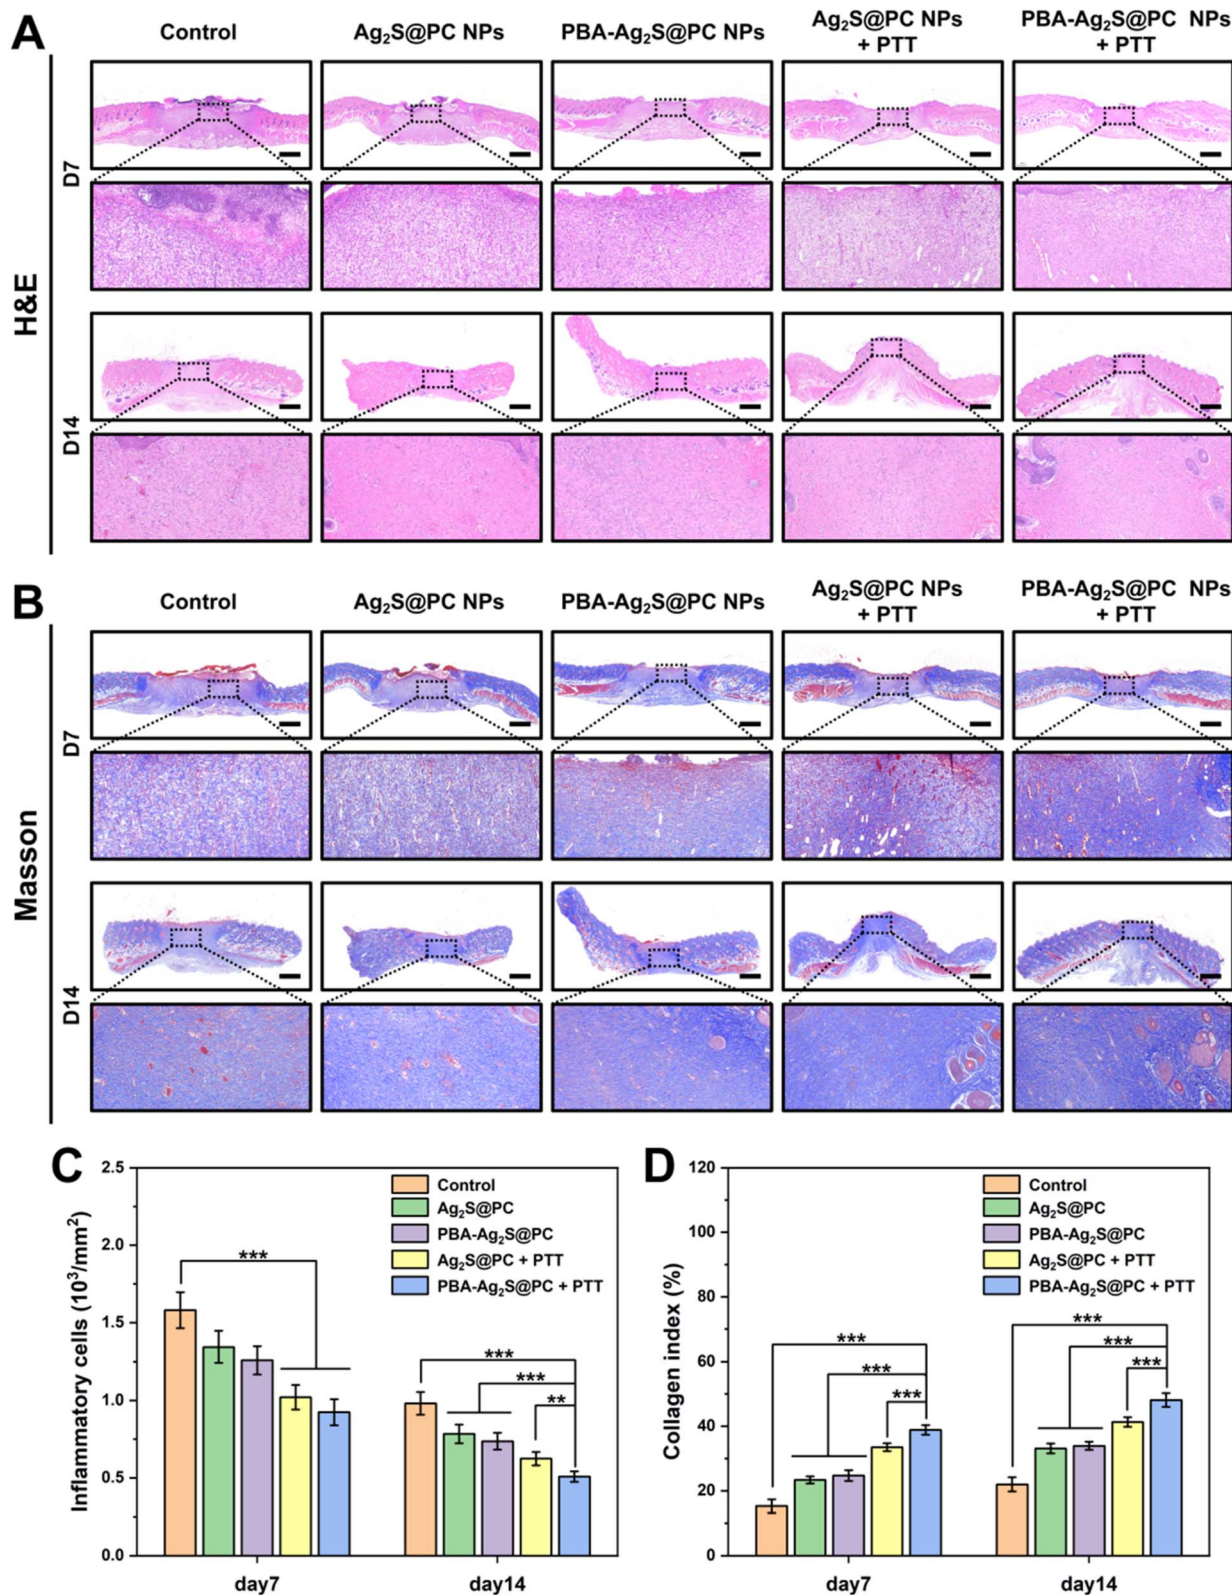 A
Control
Ag₂S@PC NPs
PBA-Ag₂S@PC NPs
Ag₂S@PC NPs
+ PTT
PBA-Ag₂S@PC NPs
+ PTT
H&E
D7
D14
B
Control
Ag₂S@PC NPs
PBA-Ag₂S@PC NPs
Ag₂S@PC NPs
+ PTT
PBA-Ag₂S@PC NPs
+ PTT
Masson
D7
D14
C
Inflammatory cells (10³/mm²)
2.5
2.0
1.5
1.0
0.5
0.0
Control
Ag₂S@PC
PBA-Ag₂S@PC
Ag₂S@PC + PTT
PBA-Ag₂S@PC + PTT
***
***
***
**
day7
day14
D
Collagen index (%)
120
100
80
60
40
20
0
Control
Ag₂S@PC
PBA-Ag₂S@PC
Ag₂S@PC + PTT
PBA-Ag₂S@PC + PTT
***
***
***
***
***
***
day7
day14